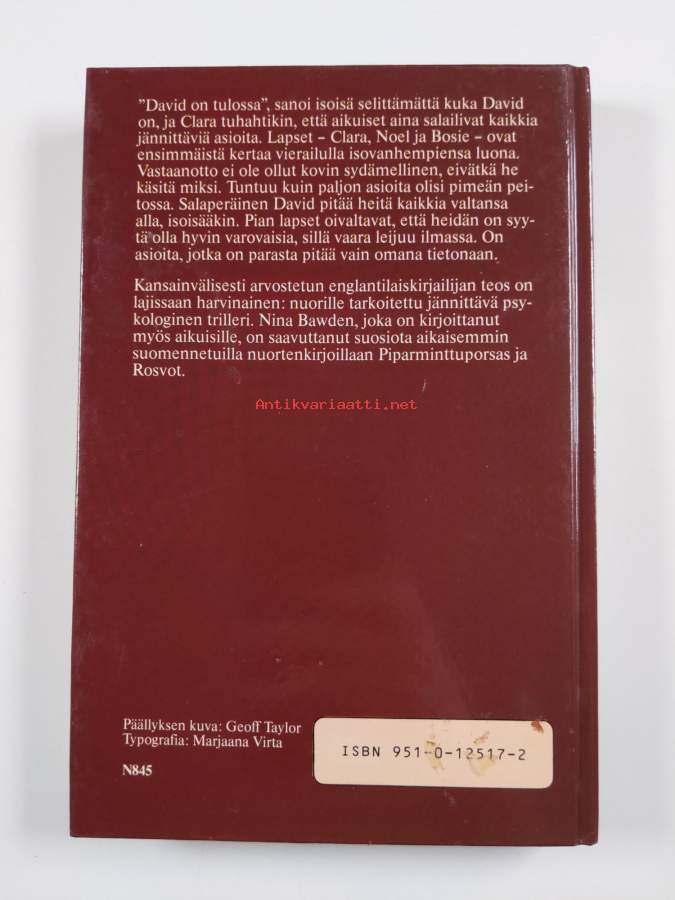 ”David on tulossa”, sanoi isoisä selittämättä kuka David
on, ja Clara tuhahtikin, että aikuiset aina salailivat kaikkia
jännittäviä asioita. Lapset – Clara, Noel ja Bosie – ovat
ensimmäistä kertaa vierailulla isovanhempiensa luona.
Vastaanotto ei ole ollut kovin sydämellinen, eivätkä he
käsitä miksi. Tuntuu kuin paljon asioita olisi pimeän pei-
tossa. Salaperäinen David pitää heitä kaikkia valtansa
alla, isoisääkin. Pian lapset oivaltavat, että heidän on syy-
tä olla hyvin varovaisia, sillä vaara leijuu ilmassa. On
asioita, jotka on parasta pitää vain omana tietonaan.
Kansainvälisesti arvostetun englantilaiskirjailijan teos on
lajissaan harvinainen: nuorille tarkoitettu jännittävä psy-
kologinen trilleri. Nina Bawden, joka on kirjoittanut
myös aikuisille, on saavuttanut suosiota aikaisemmin
suomennetuilla nuortenkirjoillaan Piparminttuporsas ja
Rosvot.
Antikvariaatti.net
Päällyksen kuva: Geoff Taylor
Typografia: Marjaana Virta
N845
ISBN 951-0-12517-2